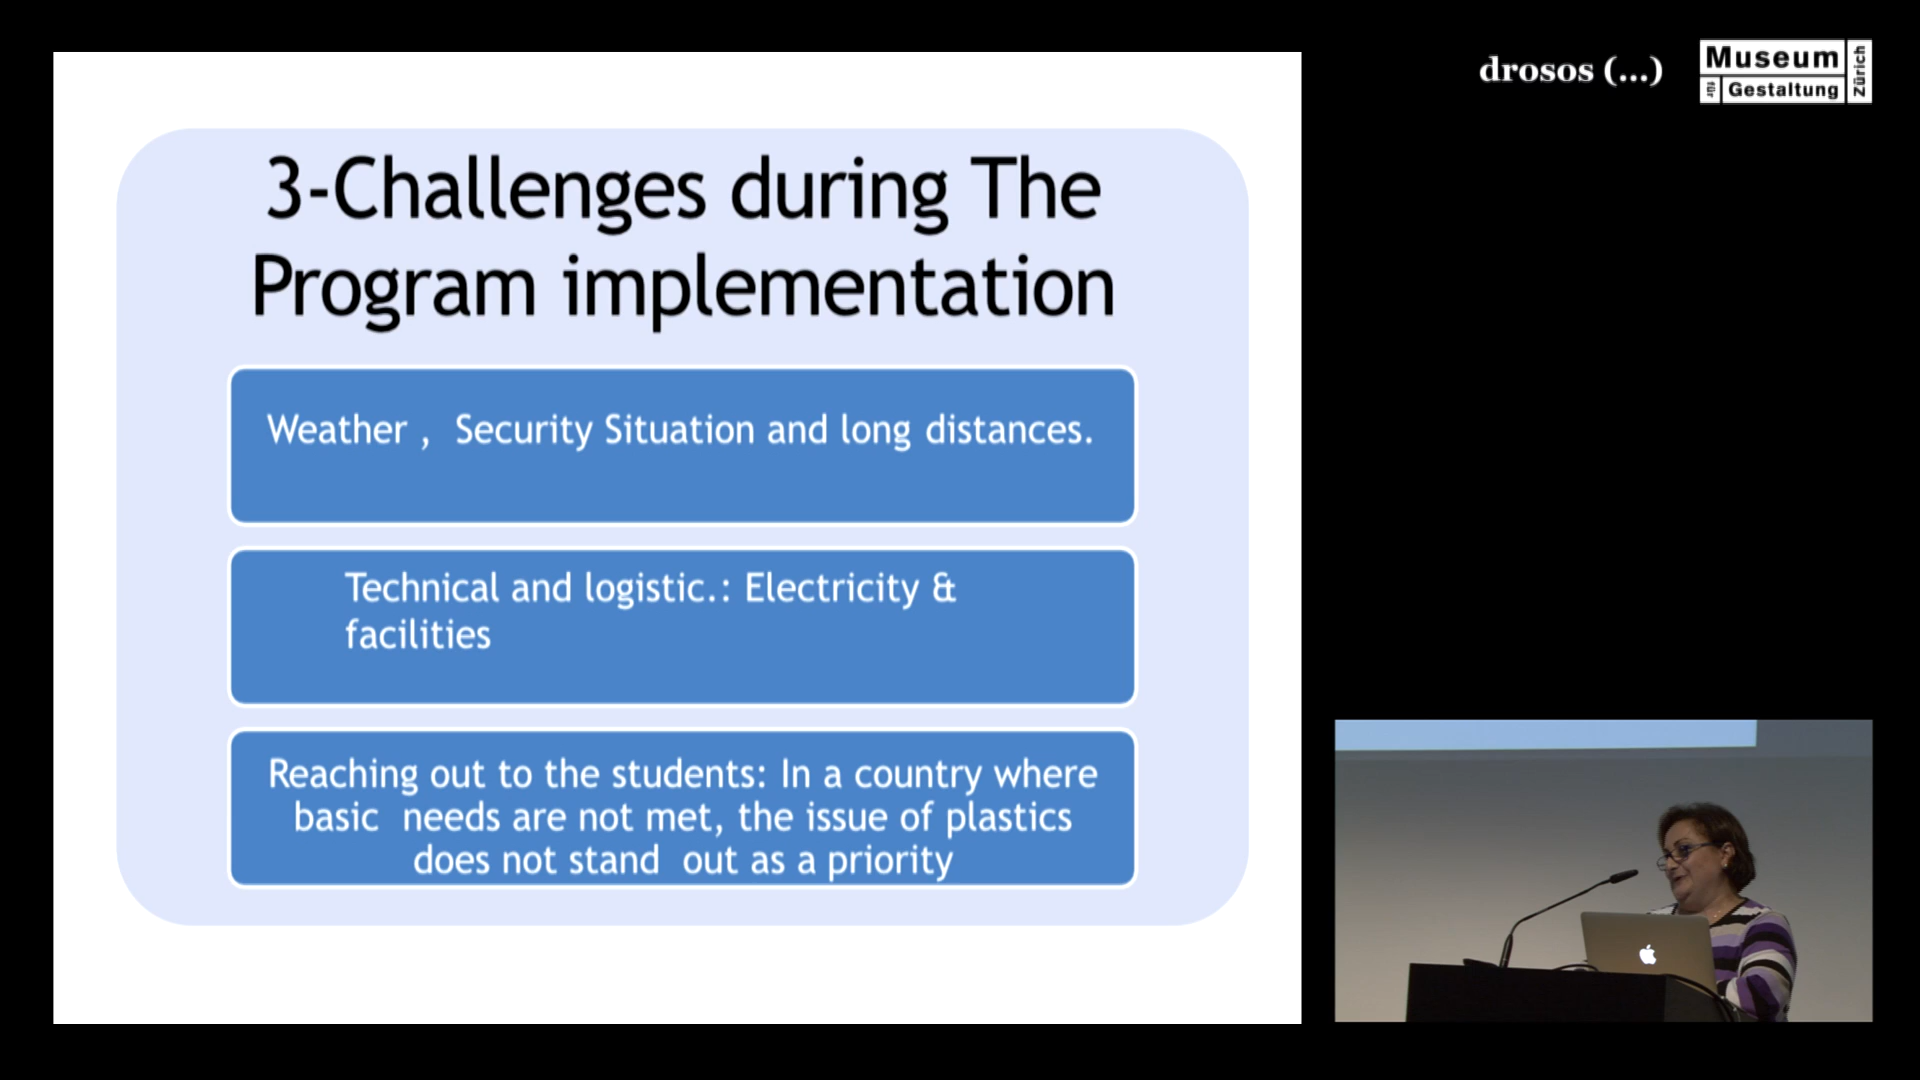 3-Challenges during The
Program implementation
Weather ,  Security Situation and long distances.
Technical and logistic.: Electricity &
facilities
Reaching out to the students: In a country where
basic  needs are not met, the issue of plastics
does not stand  out as a priority
drosos (...)
Museum
für Gestaltung
Zürich